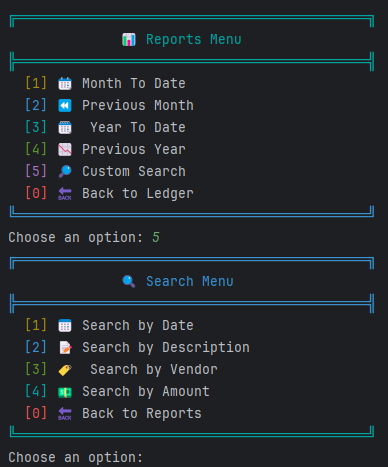 📊 Reports Menu
[1] 📅 Month To Date
[2] ⏪ Previous Month
[3] 🗓 Year To Date
[4] 📉 Previous Year
[5] 🔎 Custom Search
[0] 🔙 Back to Ledger
Choose an option: 5
🔍 Search Menu
[1] 📅 Search by Date
[2] 📝 Search by Description
[3] 🏷 Search by Vendor
[4] 💵 Search by Amount
[0] 🔙 Back to Reports
Choose an option: